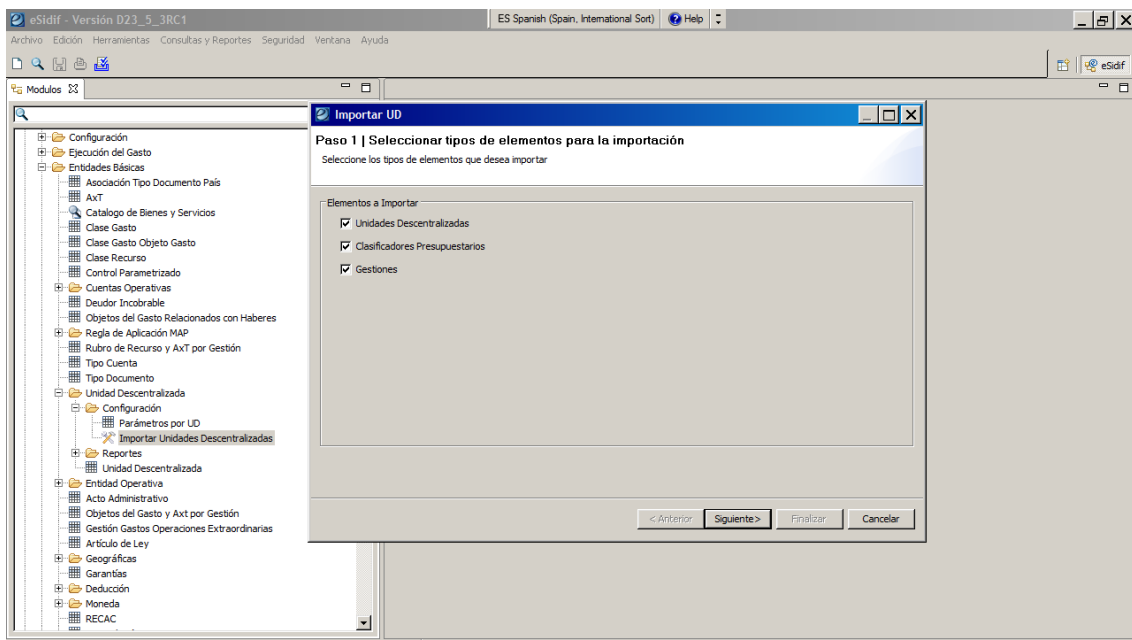 eSidif - Versión D23_5_3RC1
ES Spanish (Spain, International Sort) Help
Archivo Edición Herramientas Consultas y Reportes Seguridad Ventana Ayuda
eSidif
Modulos
Configuración
Ejecución del Gasto
Entidades Básicas
Asociación Tipo Documento País
AxT
Catalogo de Bienes y Servicios
Clase Gasto
Clase Gasto Objeto Gasto
Clase Recurso
Control Parametrizado
Cuentas Operativas
Deudor Incobrable
Objetos del Gasto Relacionados con Haberes
Regla de Aplicación MAP
Rubro de Recurso y AxT por Gestión
Tipo Cuenta
Tipo Documento
Unidad Descentralizada
Configuración
Parámetros por UD
Importar Unidades Descentralizadas
Reportes
Unidad Descentralizada
Entidad Operativa
Acto Administrativo
Objetos del Gasto y Axt por Gestión
Gestión Gastos Operaciones Extraordinarias
Artículo de Ley
Geográficas
Garantías
Deducción
Moneda
RECAC
Importar UD
Paso 1 | Seleccionar tipos de elementos para la importación
Seleccione los tipos de elementos que desea importar
Elementos a Importar
Unidades Descentralizadas
Clasificadores Presupuestarios
Gestiones
< Anterior Siguiente > Finalizar Cancelar